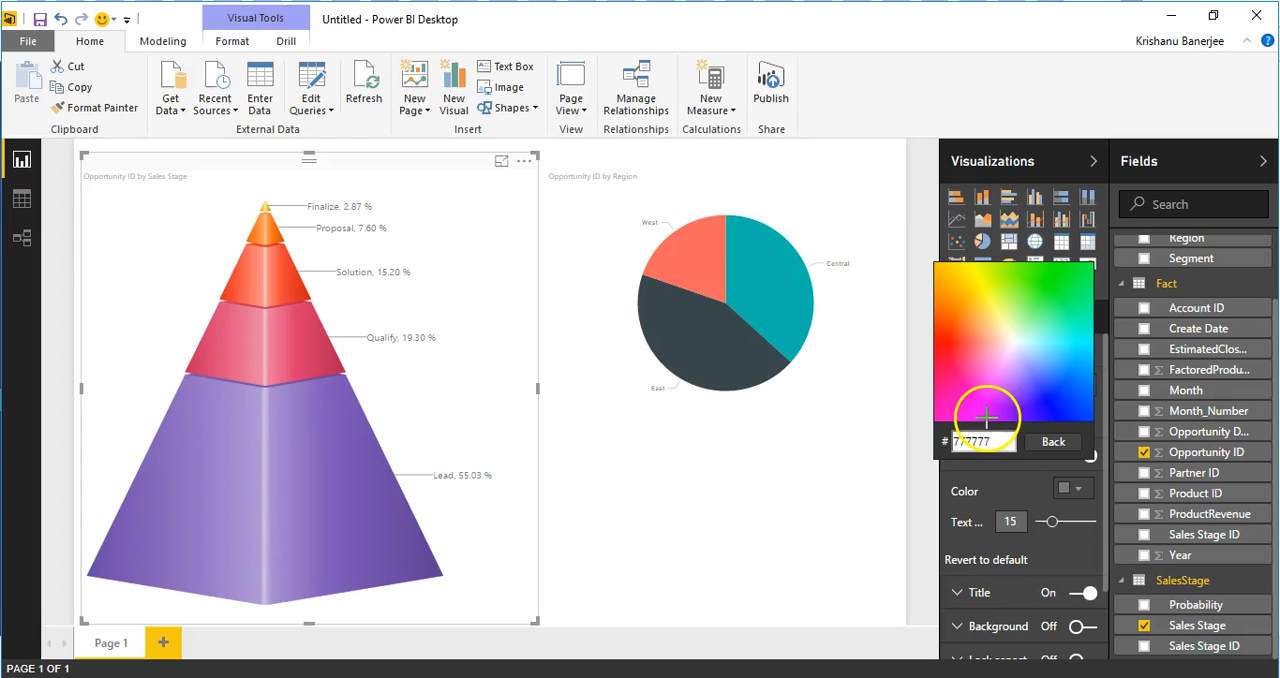 Visual Tools
Untitled - Power BI Desktop
File
Home
Modeling
Format
Drill
Krishanu Banerjee
Paste
Cut
Copy
Format Painter
Clipboard
Get Data
Recent Sources
Enter Data
Edit Queries
Refresh
External Data
New Page
New Visual
Text Box
Image
Shapes
Insert
Page View
View
Manage Relationships
Relationships
New Measure
Calculations
Publish
Share
Opportunity ID by Sales Stage
Finalize, 2.87 %
Proposal, 7.60 %
Solution, 15.20 %
Qualify, 19.30 %
Lead, 55.03 %
Opportunity ID by Region
West
Central
East
Visualizations
# 777777
Back
Color
Text ... 15
Revert to default
Title On
Background Off
Off
Fields
Search
Region
Segment
Fact
Account ID
Create Date
EstimatedClos...
FactoredProdu...
Month
Month_Number
Opportunity D...
Opportunity ID
Partner ID
Product ID
ProductRevenue
Sales Stage ID
Year
SalesStage
Probability
Sales Stage
Sales Stage ID
Page 1
PAGE 1 OF 1